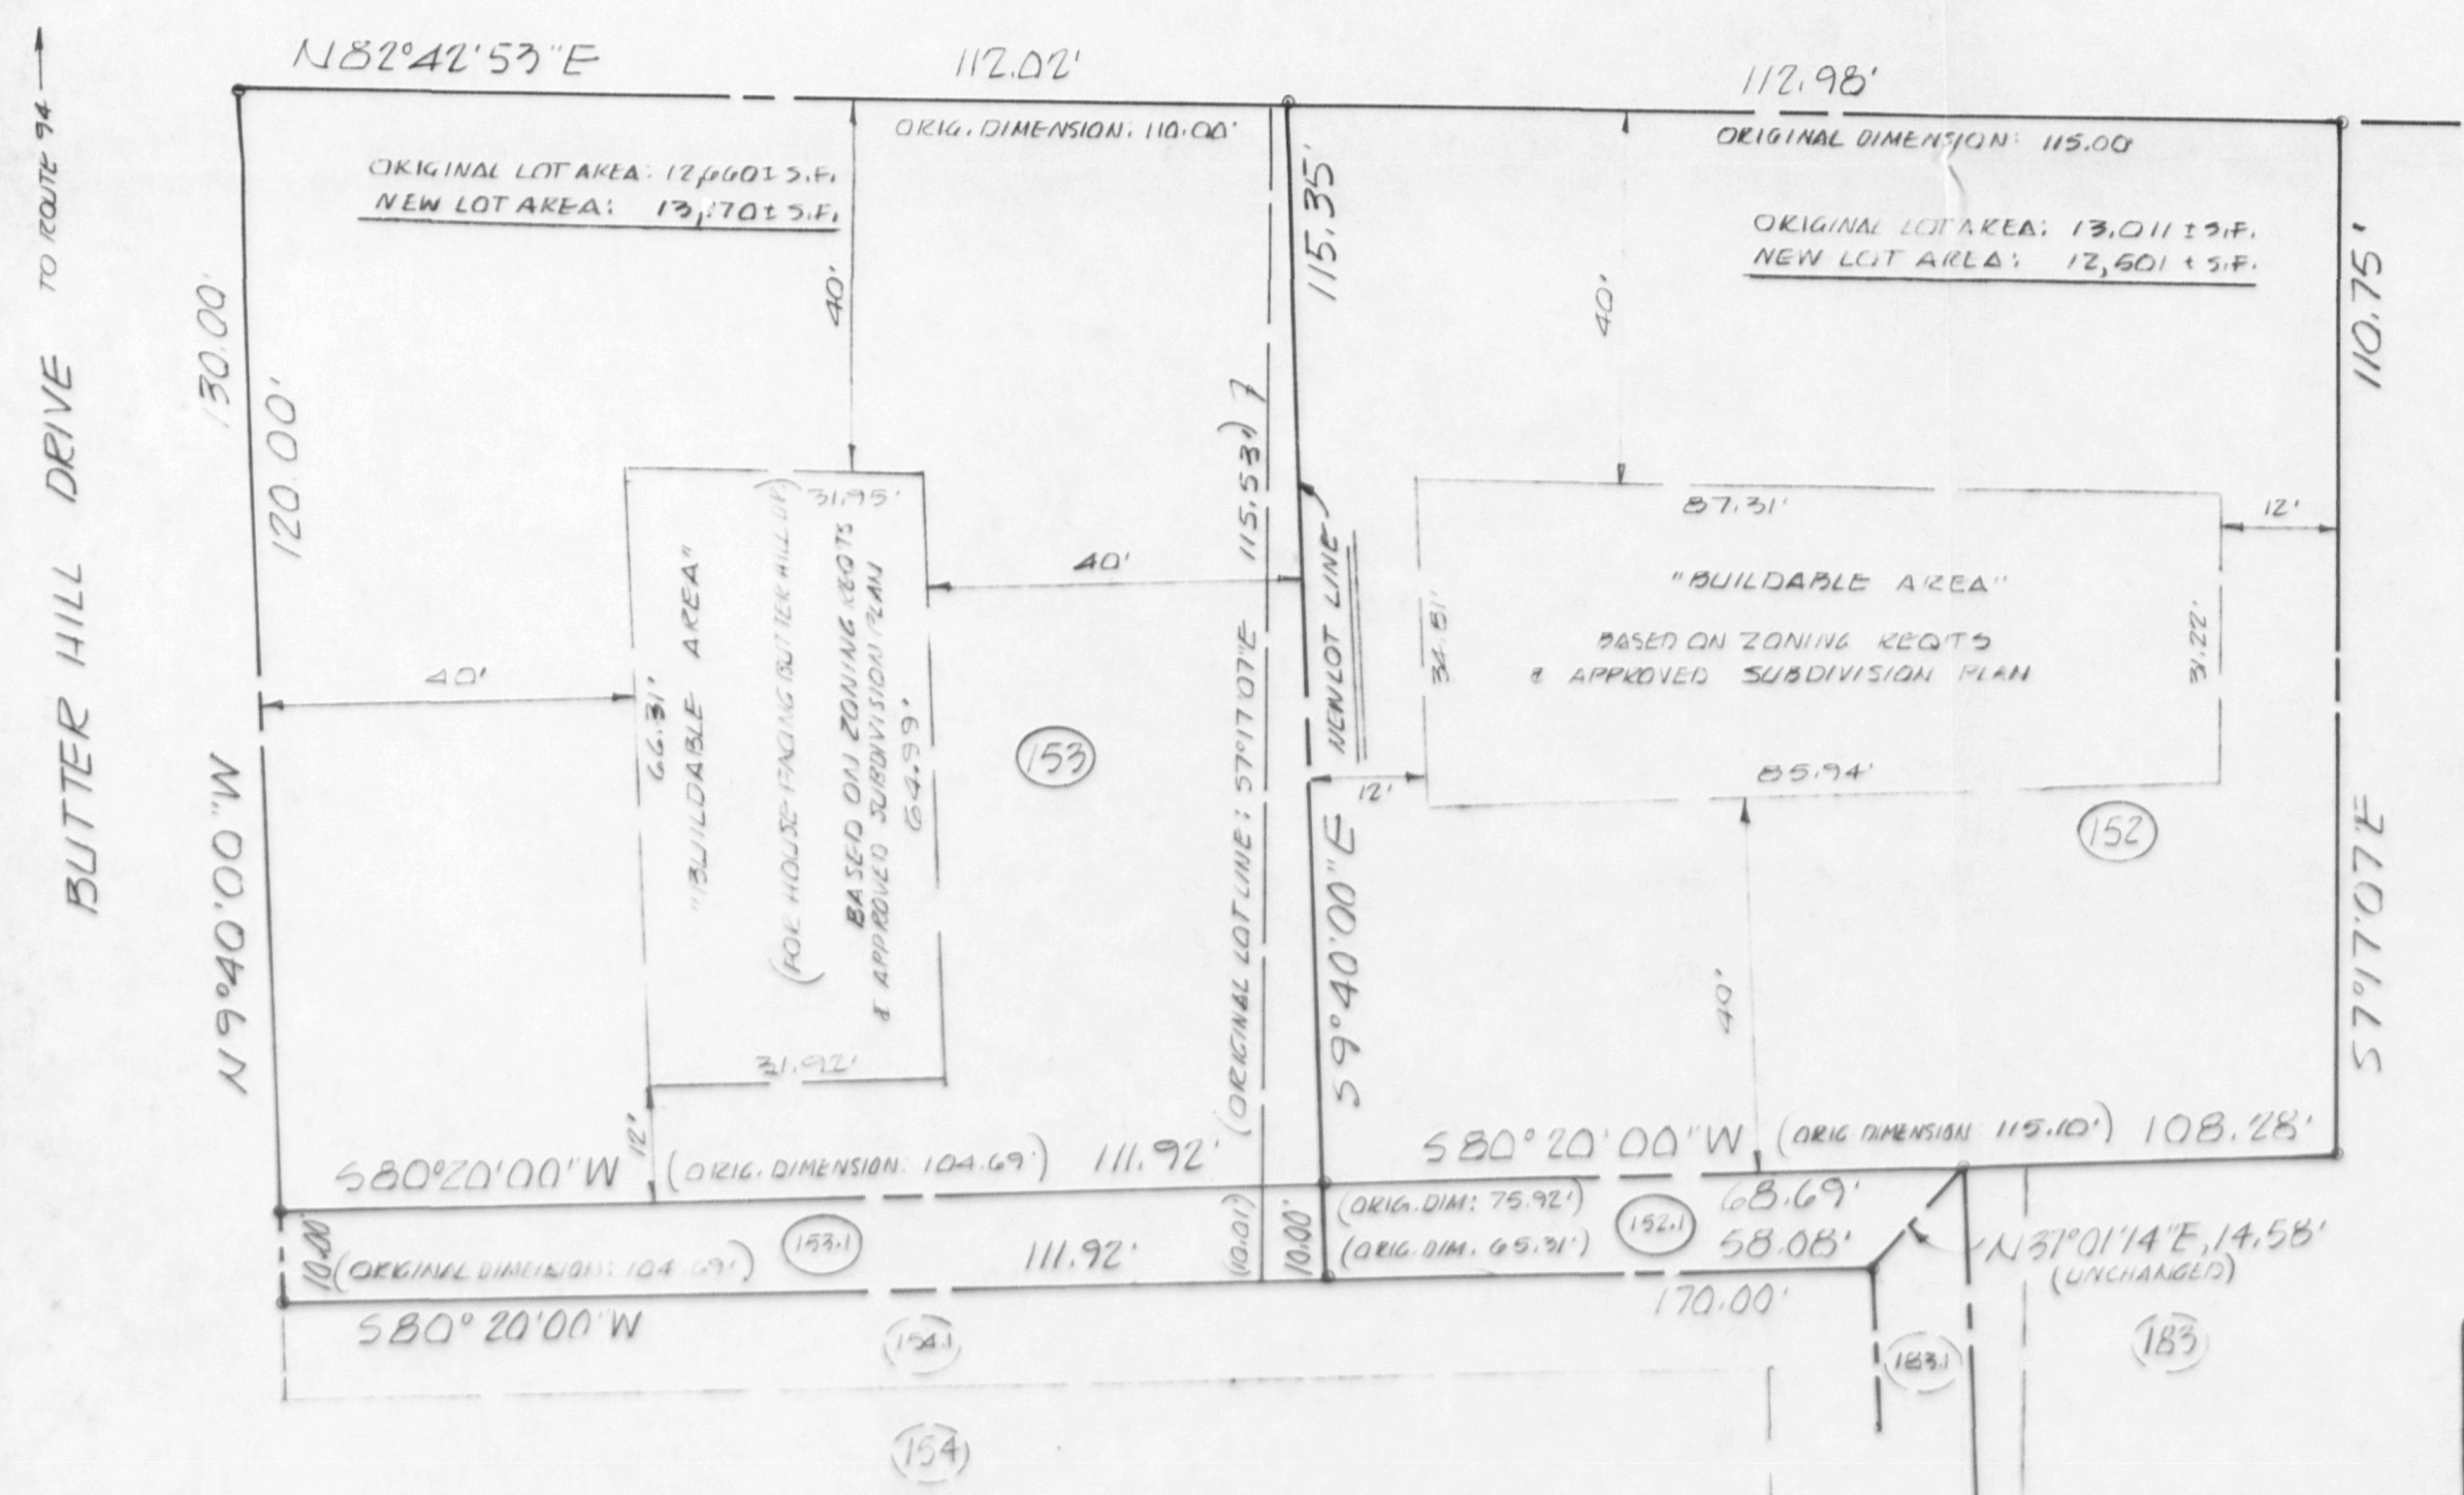 BUTTER HILL DRIVE TO ROUTE 94
N82°42'53"E
112.02'
112.98'
ORIG. DIMENSION: 110.00'
ORIGINAL DIMENSION: 115.00
ORIGINAL LOT AREA: 12,660± S.F.
NEW LOT AREA: 13,170± S.F.
ORIGINAL LOT AREA: 13,011 ± S.F.
NEW LOT AREA: 12,501 ± S.F.
130.00'
120.00'
N9°40'00"W
40'
40'
31.95'
66.31'
"BUILDABLE AREA"
(FOR HOUSE FACING BUTTER HILL DR.)
BASED ON ZONING REQTS
& APPROVED SUBDIVISION PLAN
64.99'
31.92'
12'
40'
153
(ORIGINAL LOT LINE: S7°17'07"E 115.53')
115.35'
NEW LOT LINE
S9°40'00"E
40'
87.31'
12'
"BUILDABLE AREA"
BASED ON ZONING REQ'TS
& APPROVED SUBDIVISION PLAN
34.81'
31.22'
85.94'
12'
40'
152
110.75'
S7°17'07"E
S80°20'00"W (ORIG. DIMENSION: 104.69') 111.92'
S80°20'00"W (ORIG DIMENSION 115.10') 108.28'
10.00'
(ORIGINAL DIMENSION: 104.69')
153.1
111.92'
(10.01)
10.00'
(ORIG. DIM: 75.92')
68.69'
152.1
(ORIG. DIM. 65.31')
58.08'
N37°01'14"E, 14.58'
(UNCHANGED)
170.00'
S80°20'00"W
154.1
183.1
183
154